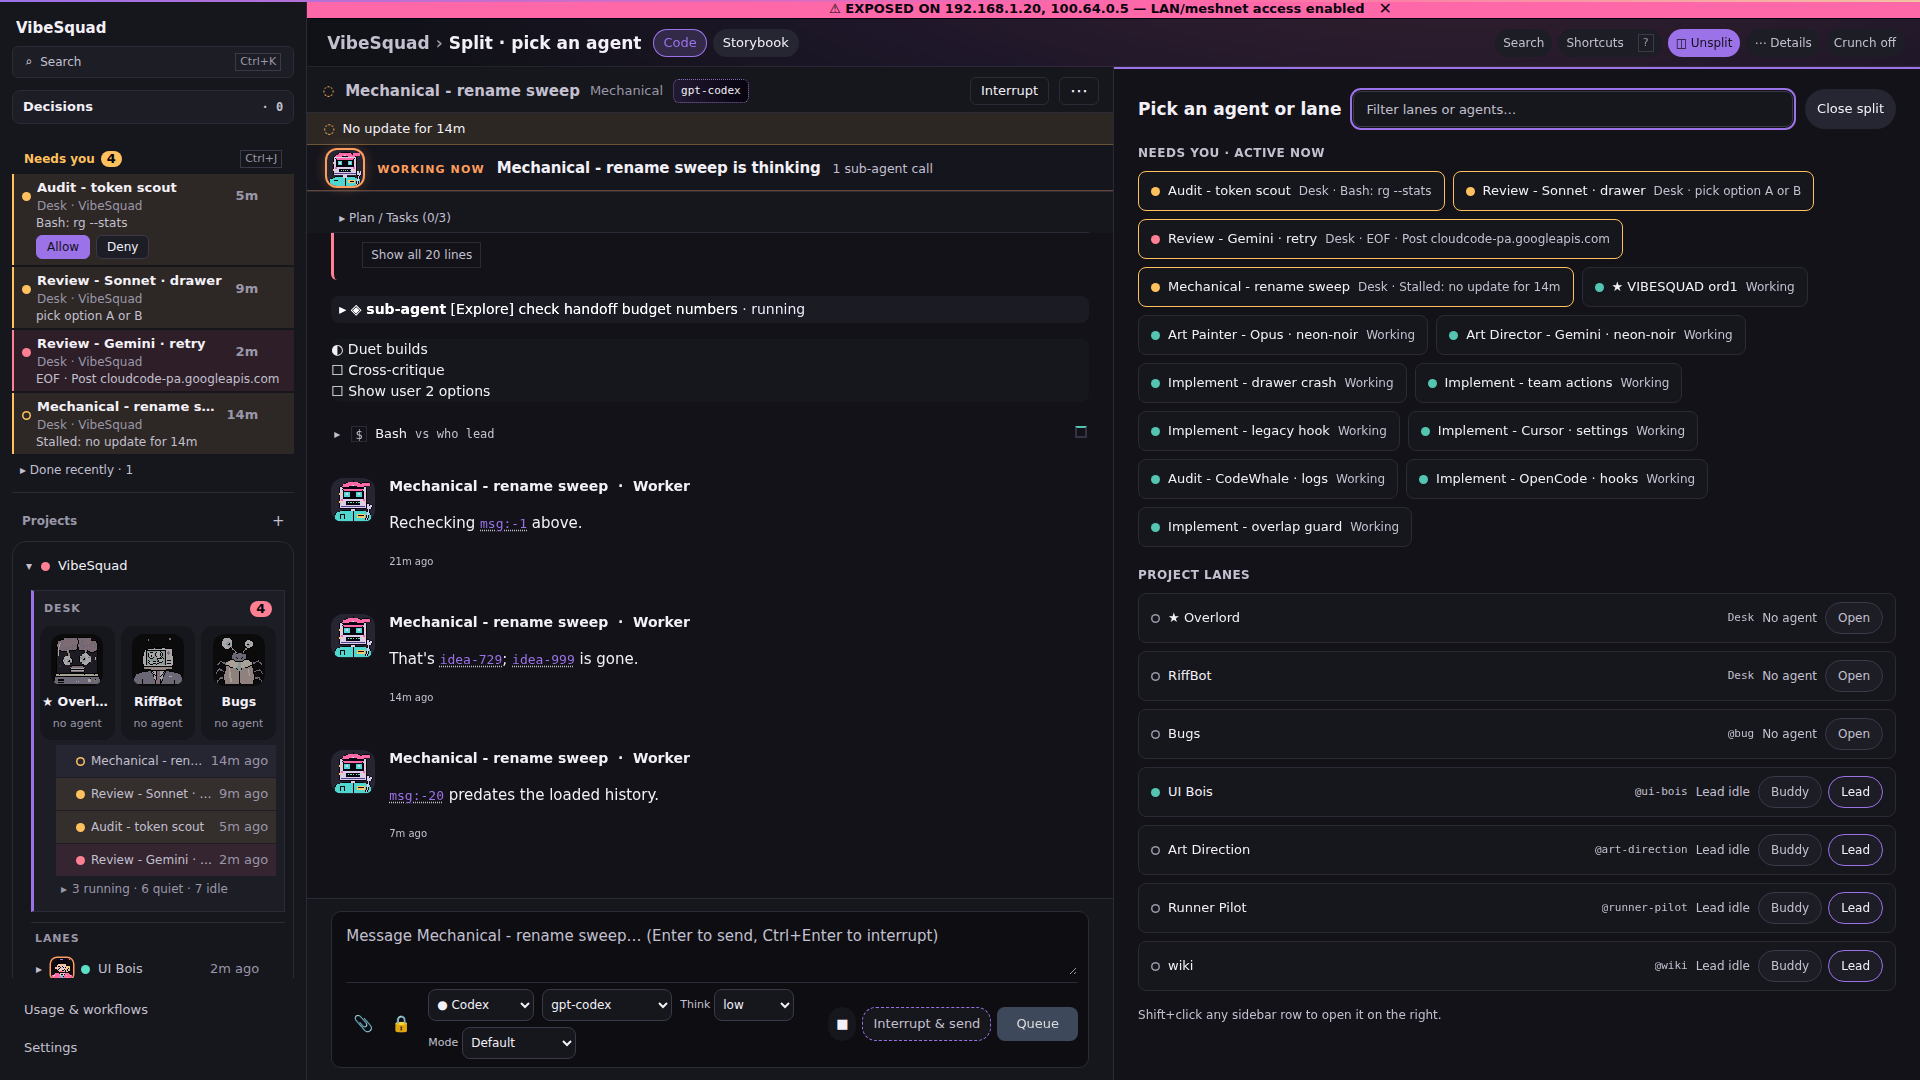 ⚠ EXPOSED ON 192.168.1.20, 100.64.0.5 — LAN/meshnet access enabled ✕
VibeSquad
⌕ Search Ctrl+K
Decisions · 0
Needs you 4 Ctrl+J
Audit - token scout 5m
Desk · VibeSquad
Bash: rg --stats
Allow Deny
Review - Sonnet · drawer 9m
Desk · VibeSquad
pick option A or B
Review - Gemini · retry 2m
Desk · VibeSquad
EOF · Post cloudcode-pa.googleapis.com
Mechanical - rename s… 14m
Desk · VibeSquad
Stalled: no update for 14m
▸ Done recently · 1
Projects +
▾ VibeSquad
DESK 4
★ Overl… RiffBot Bugs
no agent no agent no agent
Mechanical - ren… 14m ago
Review - Sonnet · … 9m ago
Audit - token scout 5m ago
Review - Gemini · … 2m ago
▸ 3 running · 6 quiet · 7 idle
LANES
▸ UI Bois 2m ago
Usage & workflows
Settings
VibeSquad › Split · pick an agent Code Storybook
Search Shortcuts ? ◫ Unsplit ⋯ Details Crunch off
Mechanical - rename sweep Mechanical gpt-codex Interrupt ⋯
No update for 14m
WORKING NOW Mechanical - rename sweep is thinking 1 sub-agent call
▸ Plan / Tasks (0/3)
Show all 20 lines
▸ ◈ sub-agent [Explore] check handoff budget numbers · running
◐ Duet builds
☐ Cross-critique
☐ Show user 2 options
▸ $ Bash vs who lead
Mechanical - rename sweep · Worker
Rechecking msg:-1 above.
21m ago
Mechanical - rename sweep · Worker
That's idea-729; idea-999 is gone.
14m ago
Mechanical - rename sweep · Worker
msg:-20 predates the loaded history.
7m ago
Message Mechanical - rename sweep… (Enter to send, Ctrl+Enter to interrupt)
● Codex gpt-codex Think low
Mode Default
Interrupt & send Queue
Pick an agent or lane Filter lanes or agents… Close split
NEEDS YOU · ACTIVE NOW
Audit - token scout Desk · Bash: rg --stats Review - Sonnet · drawer Desk · pick option A or B
Review - Gemini · retry Desk · EOF · Post cloudcode-pa.googleapis.com
Mechanical - rename sweep Desk · Stalled: no update for 14m ★ VIBESQUAD ord1 Working
Art Painter - Opus · neon-noir Working Art Director - Gemini · neon-noir Working
Implement - drawer crash Working Implement - team actions Working
Implement - legacy hook Working Implement - Cursor · settings Working
Audit - CodeWhale · logs Working Implement - OpenCode · hooks Working
Implement - overlap guard Working
PROJECT LANES
★ Overlord Desk No agent Open
RiffBot Desk No agent Open
Bugs @bug No agent Open
UI Bois @ui-bois Lead idle Buddy Lead
Art Direction @art-direction Lead idle Buddy Lead
Runner Pilot @runner-pilot Lead idle Buddy Lead
wiki @wiki Lead idle Buddy Lead
Shift+click any sidebar row to open it on the right.